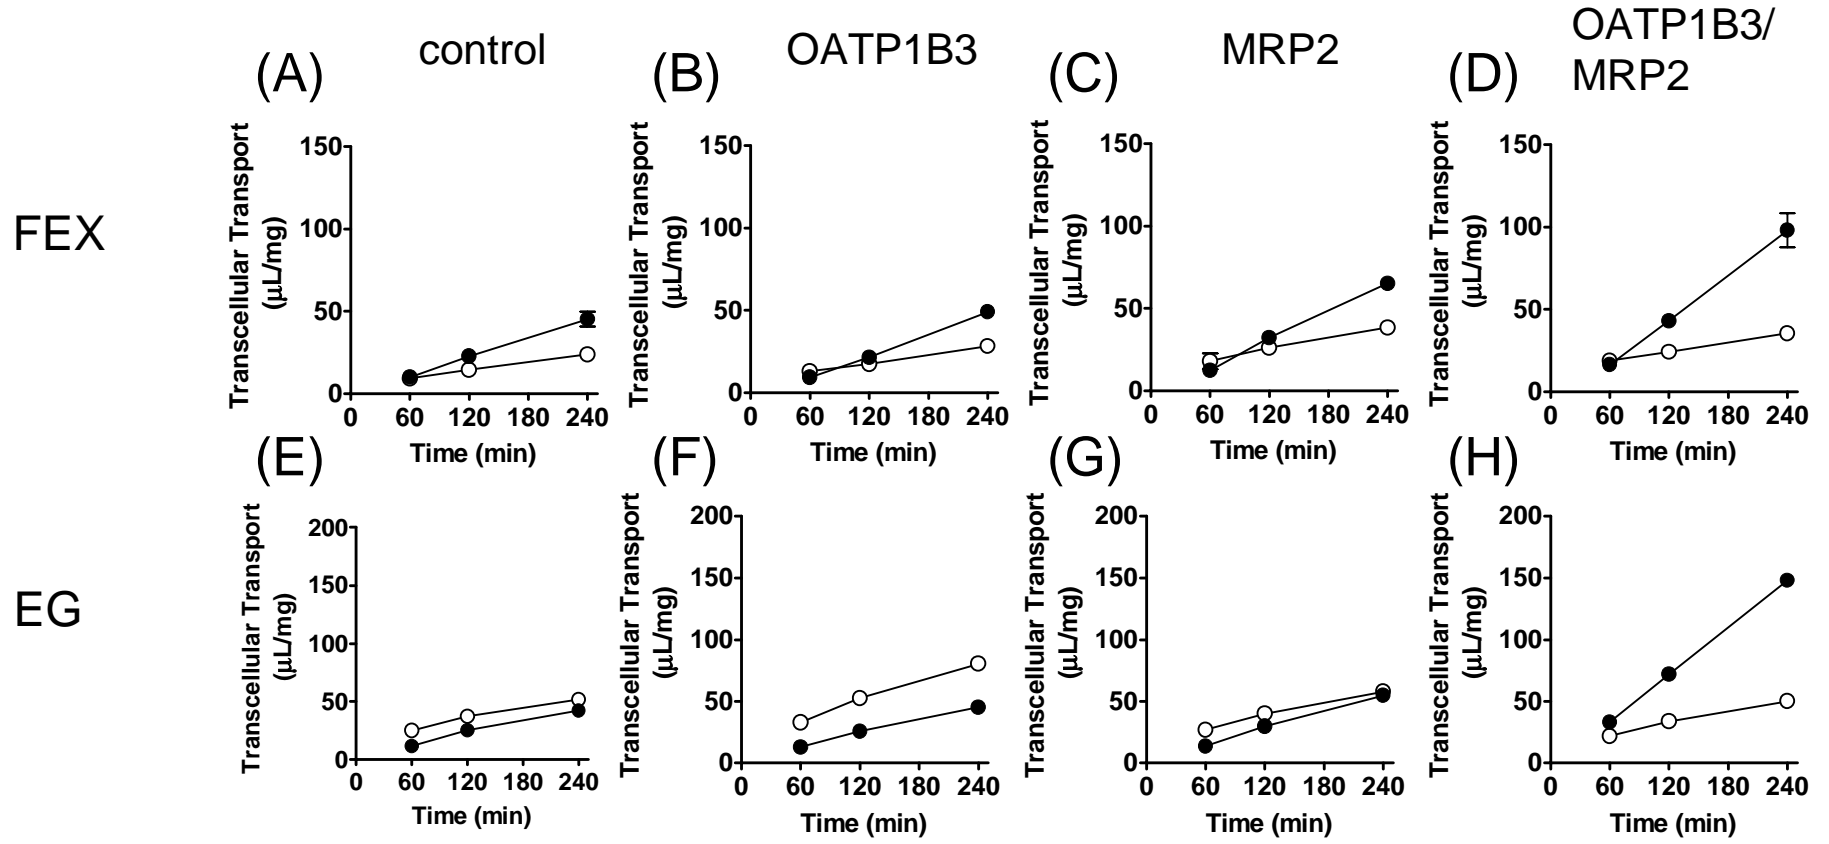 control
OATP1B3
MRP2
OATP1B3/
MRP2
(A)
(B)
(C)
(D)
FEX
Transcellular Transport
(μL/mg)
150
100
50
0
0 60 120 180 240
Time (min)
Transcellular Transport
(μL/mg)
150
100
50
0
0 60 120 180 240
Time (min)
Transcellular Transport
(μL/mg)
150
100
50
0
0 60 120 180 240
Time (min)
Transcellular Transport
(μL/mg)
150
100
50
0
0 60 120 180 240
Time (min)
(E)
(F)
(G)
(H)
EG
Transcellular Transport
(μL/mg)
200
150
100
50
0
0 60 120 180 240
Time (min)
Transcellular Transport
(μL/mg)
200
150
100
50
0
0 60 120 180 240
Time (min)
Transcellular Transport
(μL/mg)
200
150
100
50
0
0 60 120 180 240
Time (min)
Transcellular Transport
(μL/mg)
200
150
100
50
0
0 60 120 180 240
Time (min)